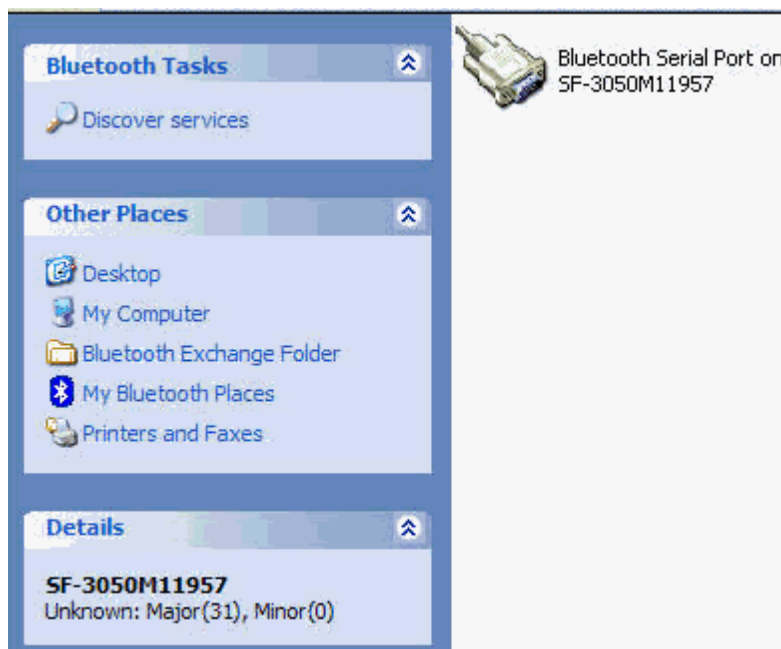 Bluetooth Tasks
Discover services
Other Places
Desktop
My Computer
Bluetooth Exchange Folder
My Bluetooth Places
Printers and Faxes
Details
SF-3050M11957
Unknown: Major(31), Minor(0)
Bluetooth Serial Port on
SF-3050M11957